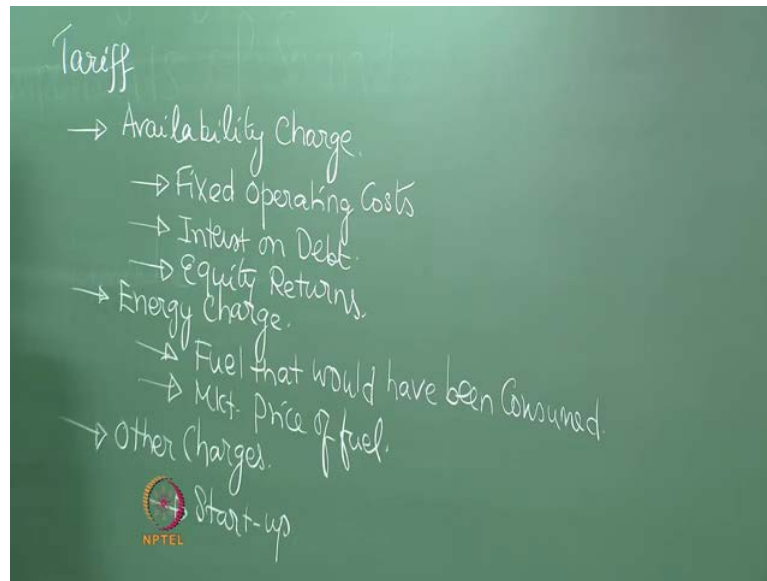 Tariff
→ Availability Charge.
→ Fixed Operating Costs
→ Interst on Debt.
→ Equity Returns.
→ Energy Charge.
→ Fuel that would have been Consumed.
→ Mkt. Price of fuel.
→ Other Charges.
→ Start-up
NPTEL